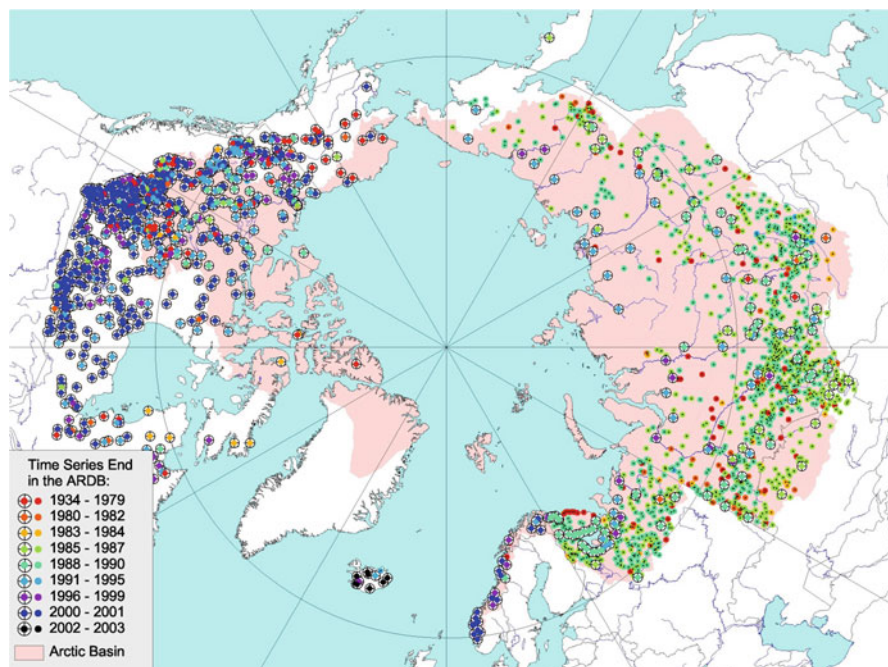 Time Series End
in the ARDB:
1934 - 1979
1980 - 1982
1983 - 1984
1985 - 1987
1988 - 1990
1991 - 1995
1996 - 1999
2000 - 2001
2002 - 2003
Arctic Basin